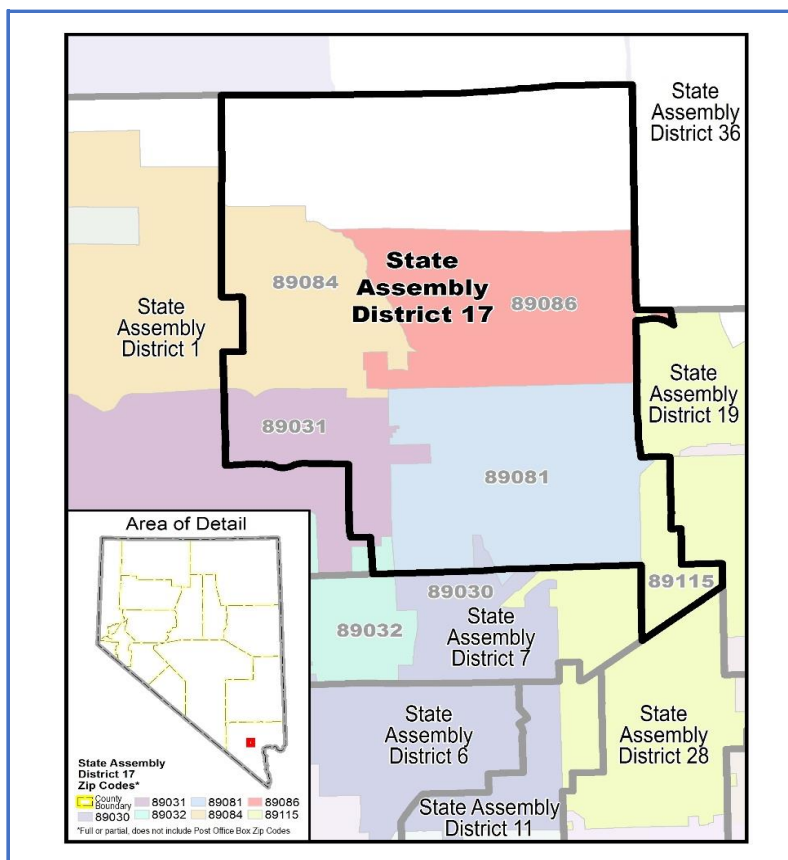 State
Assembly
District 36
State
Assembly
District 17
89084
89086
State
Assembly
District 1
State
Assembly
District 19
89031
89081
89115
89030
89032
State
Assembly
District 7
State
Assembly
District 6
State
Assembly
District 28
State Assembly
District 11
Area of Detail
State Assembly
District 17
Zip Codes*
County
Boundary
89031
89081
89086
89030
89032
89084
89115
*Full or partial, does not include Post Office Box Zip Codes